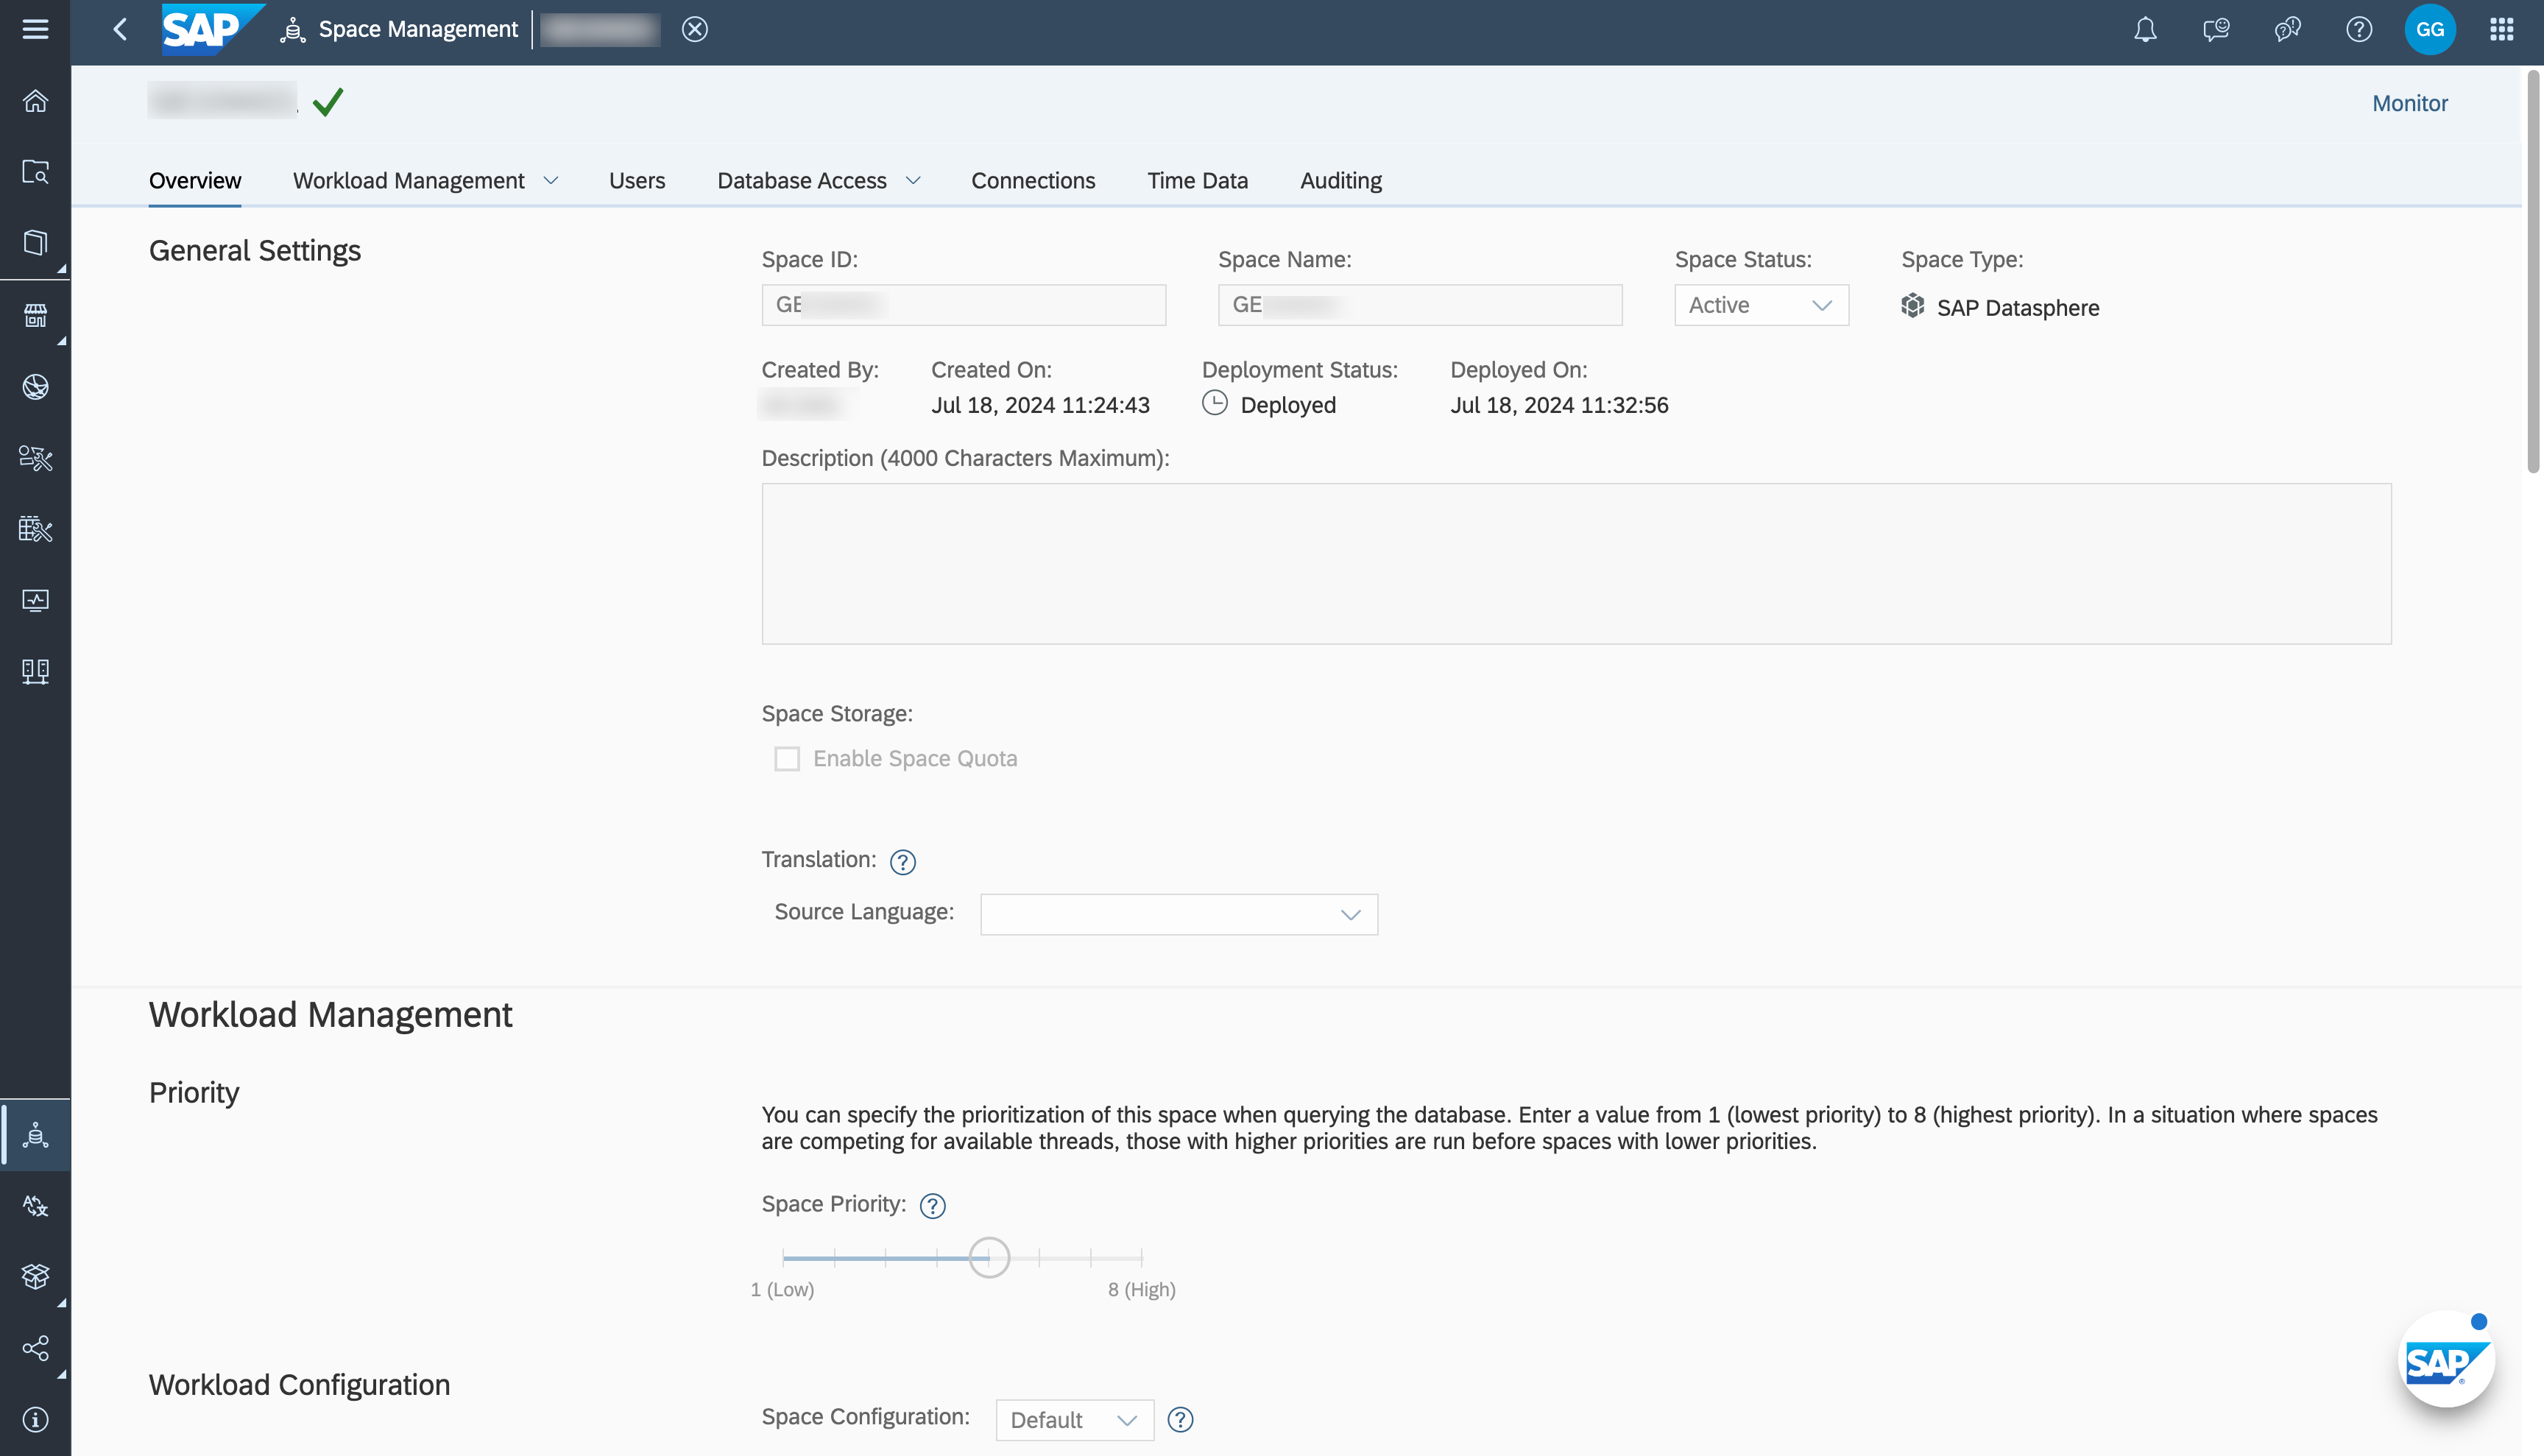 SAP Space Management
GG
Monitor
Overview Workload Management Users Database Access Connections Time Data Auditing
General Settings
Space ID: Space Name: Space Status: Space Type:
GE GE Active SAP Datasphere
Created By: Created On: Deployment Status: Deployed On:
Jul 18, 2024 11:24:43 Deployed Jul 18, 2024 11:32:56
Description (4000 Characters Maximum):
Space Storage:
Enable Space Quota
Translation: ?
Source Language:
Workload Management
Priority
You can specify the prioritization of this space when querying the database. Enter a value from 1 (lowest priority) to 8 (highest priority). In a situation where spaces
are competing for available threads, those with higher priorities are run before spaces with lower priorities.
Space Priority: ?
1 (Low) 8 (High)
SAP
Workload Configuration
Space Configuration: Default ?